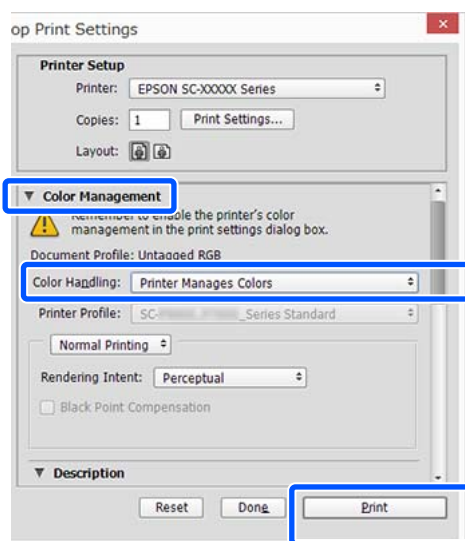 op Print Settings
Printer Setup
Printer: EPSON SC-XXXXX Series
Copies: 1 Print Settings...
Layout:
Color Management
Remember to enable the printer's color
management in the print settings dialog box.
Document Profile: Untagged RGB
Color Handling: Printer Manages Colors
Printer Profile: SC- _Series Standard
Normal Printing
Rendering Intent: Perceptual
Black Point Compensation
Description
Reset Done Print